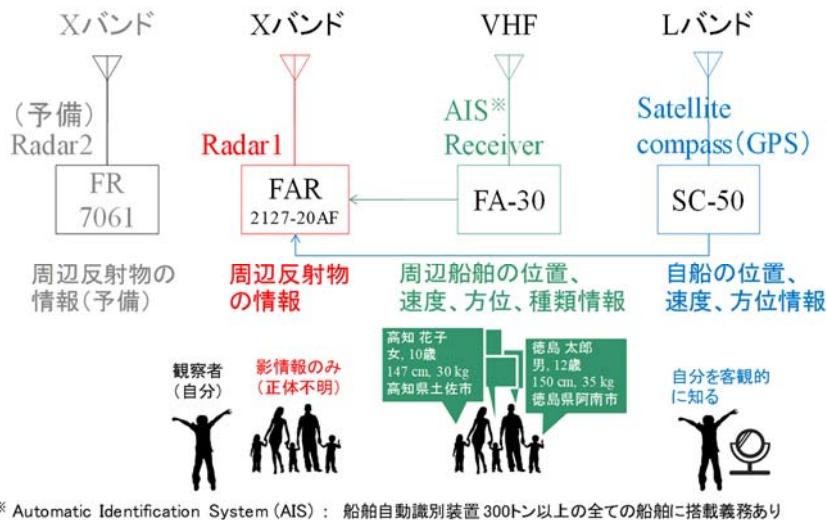 Xバンド
Xバンド
VHF
Lバンド
(予備)
Radar2
Radar1
AIS※
Receiver
Satellite
compass(GPS)
FR
7061
FAR
2127-20AF
FA-30
SC-50
周辺反射物の
情報(予備)
周辺反射物
の情報
周辺船舶の位置、
速度、方位、種類情報
自船の位置、
速度、方位情報
観察者
(自分)
影情報のみ
(正体不明)
高知 花子
女, 10歳
147 cm, 30 kg
高知県土佐市
徳島 太郎
男, 12歳
150 cm, 35 kg
徳島県阿南市
自分を客観的
に知る
※ Automatic Identification System (AIS) : 船舶自動識別装置 300トン以上の全ての船舶に搭載義務あり